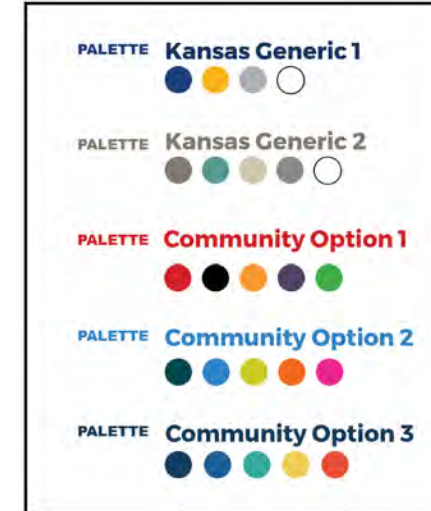 PALETTE Kansas Generic 1
PALETTE Kansas Generic 2
PALETTE Community Option 1
PALETTE Community Option 2
PALETTE Community Option 3